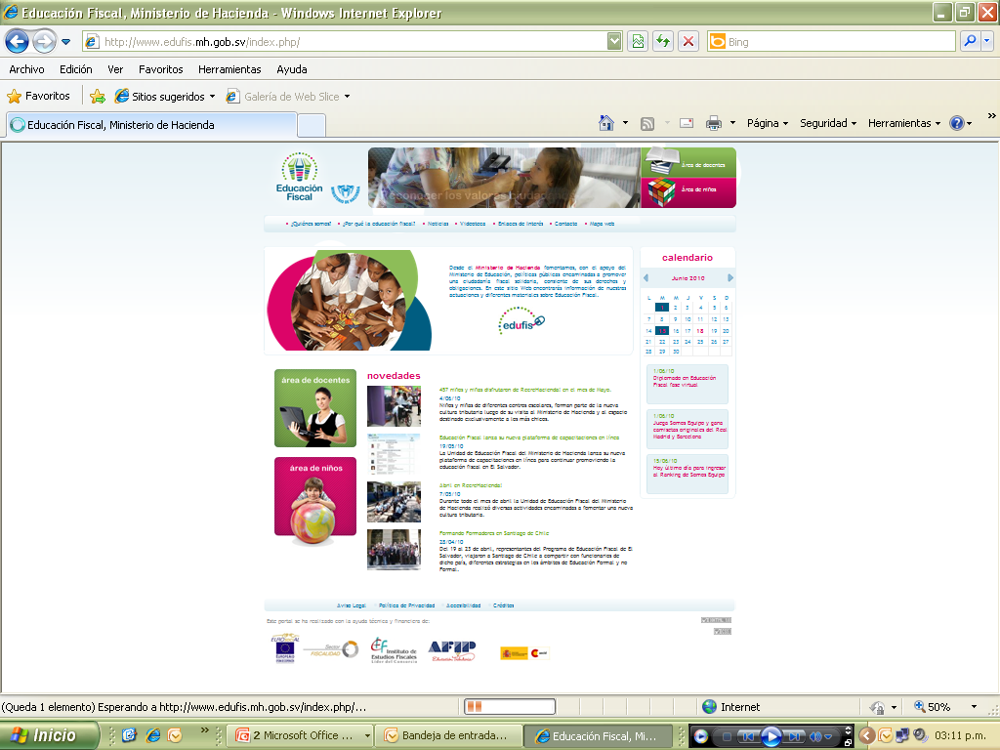 Educación Fiscal, Ministerio de Hacienda - Windows Internet Explorer
http://www.edufis.mh.gob.sv/index.php/
Bing
Archivo Edición Ver Favoritos Herramientas Ayuda
Favoritos Sitios sugeridos Galería de Web Slice
Educación Fiscal, Ministerio de Hacienda
Página Seguridad Herramientas
Educación
Fiscal
reconocer los valores ciudadanos
Área de docentes
Área de niños
¿Quiénes somos? ¿Por qué la educación fiscal? Noticias Videoteca Enlaces de Interés Contacto Mapa web
Desde el Ministerio de Hacienda fomentamos, con el apoyo del
Ministerio de Educación, políticas públicas encaminadas a promover
una ciudadanía fiscal solidaria, consiente de sus derechos y
obligaciones. En este sitio Web encontrarás información de nuestras
actuaciones y diferentes materiales sobre Educación Fiscal.
edufis
calendario
Junio 2010
L M M J V S D
1 2 3 4 5 6
7 8 9 10 11 12 13
14 15 16 17 18 19 20
21 22 23 24 25 26 27
28 29 30
1/06/10
Diplomado en Educación
Fiscal fase virtual
1/06/10
Juega Somos Equipo y gana
camisetas originales del Real
Madrid y Barcelona
15/06/10
Hoy último día para ingresar
al Ranking de Somos Equipo
área de docentes
área de niños
novedades
457 niños y niñas disfrutaron de RecreHacienda! en el mes de Mayo.
4/06/10
Niños y niñas de diferentes centros escolares, forman parte de la nueva
cultura tributaria luego de su visita al Ministerio de Hacienda y al espacio
destinado exclusivamente a los más chicos.
Educación Fiscal lanza su nueva plataforma de capacitaciones en línea
19/05/10
La Unidad de Educación Fiscal del Ministerio de Hacienda lanza su nueva
plataforma de capacitaciones en línea para continuar promoviendo la
educación fiscal en El Salvador.
Abril en RecreHacienda!
7/05/10
Durante todo el mes de abril la Unidad de Educación Fiscal del Ministerio
de Hacienda realizó diversas actividades encaminadas a fomentar una nueva
cultura tributaria.
Formando Formadores en Santiago de Chile
28/04/10
Del 19 al 23 de abril, representantes del Programa de Educación Fiscal de El
Salvador, viajaron a Santiago de Chile a compartir con funcionarios de
dicho país, diferentes estrategias en los ámbitos de Educación Formal y no
Formal.
Aviso Legal Política de Privacidad Accesibilidad Créditos
Este portal se ha realizado con la ayuda técnica y financiera de:
Sector
FISCALIDAD
Instituto de
Estudios Fiscales
AFIP
(Queda 1 elemento) Esperando a http://www.edufis.mh.gob.sv/index.php/...
Internet
50%
Inicio
2 Microsoft Office ...
Bandeja de entrada...
Educación Fiscal, Mi...
03:11 p.m.